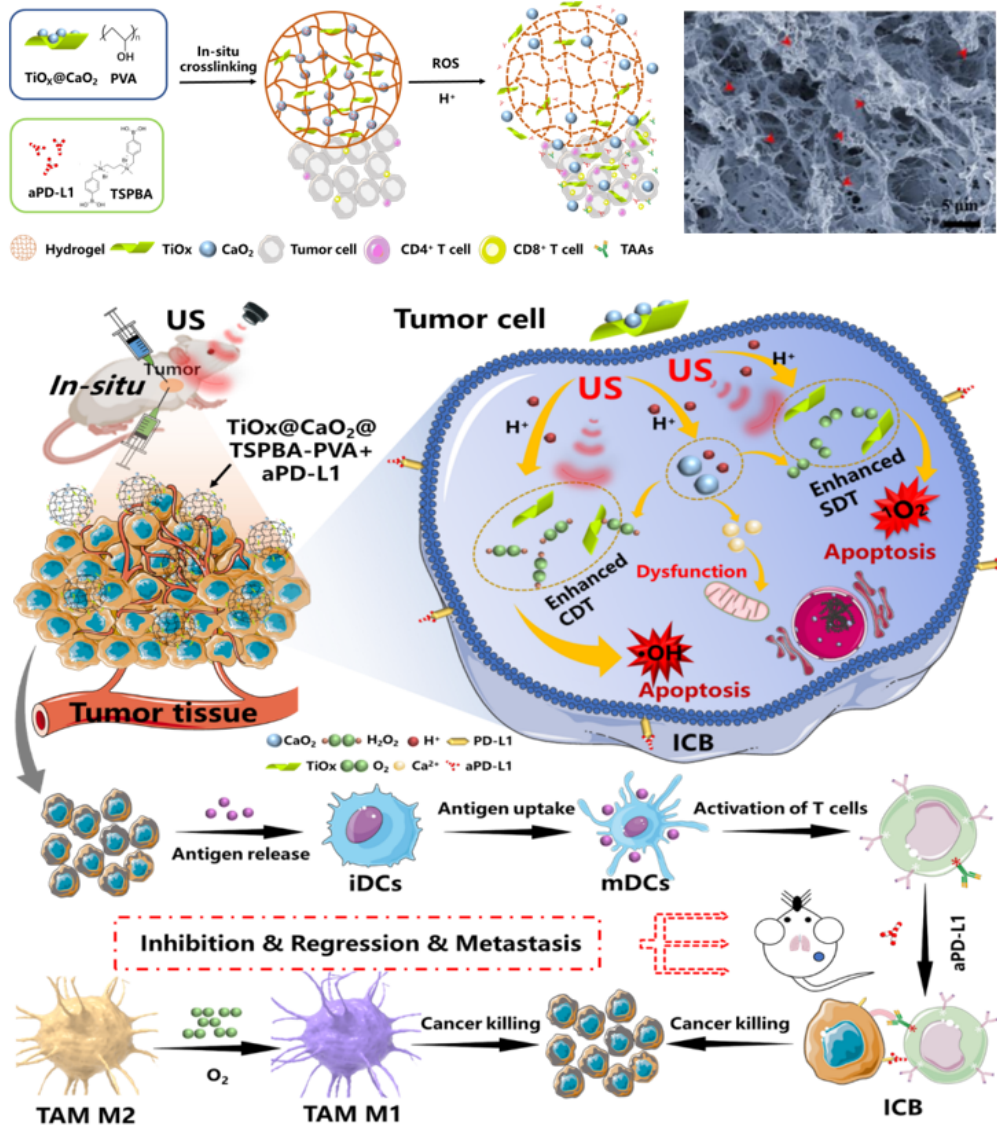 TiOx@CaO₂ PVA
( )n
OH
In-situ
crosslinking
ROS
H⁺
5 μm
aPD-L1 TSPBA
Hydrogel TiOx CaO₂ Tumor cell CD4⁺ T cell CD8⁺ T cell TAAs
US
Tumor
In-situ
TiOx@CaO₂@
TSPBA-PVA+
aPD-L1
Tumor tissue
Tumor cell
US
US
H⁺
H⁺
H⁺
Enhanced
SDT
¹O₂
Apoptosis
Enhanced
CDT
Dysfunction
·OH
Apoptosis
ICB
CaO₂ H₂O₂ H⁺ PD-L1
TiOx O₂ Ca²⁺ aPD-L1
Antigen release
iDCs
Antigen uptake
mDCs
Activation of T cells
aPD-L1
Inhibition & Regression & Metastasis
TAM M2
O₂
TAM M1
Cancer killing
Cancer killing
ICB